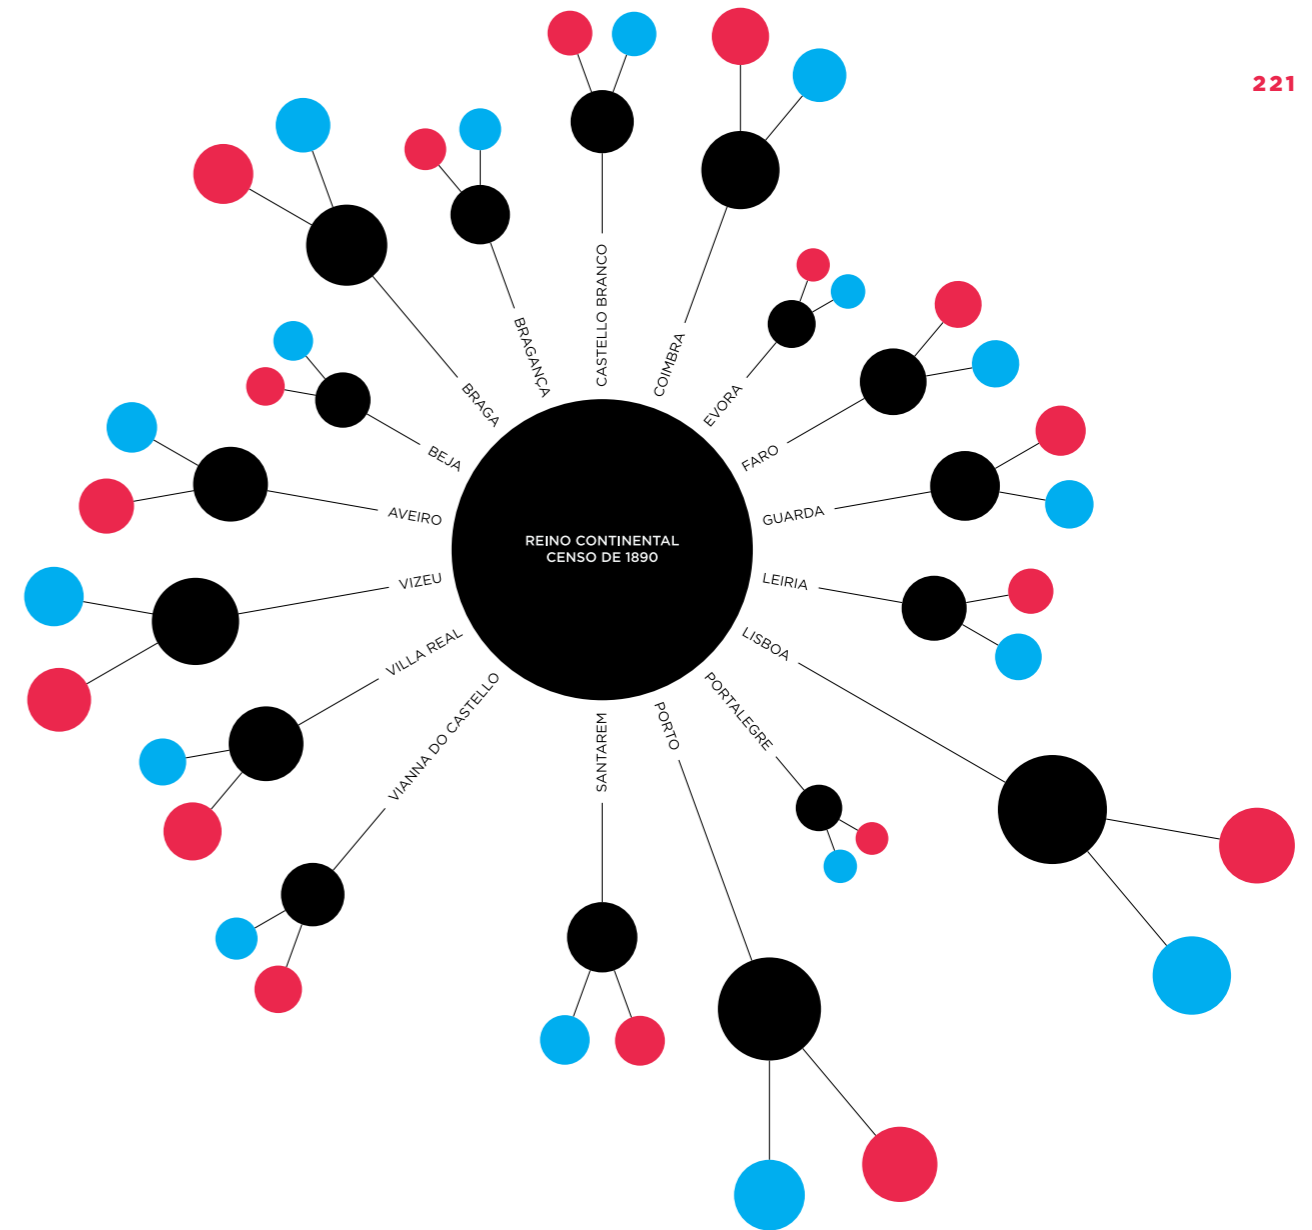 221
CASTELLO BRANCO
COIMBRA
EVORA
FARO
GUARDA
LEIRIA
LISBOA
PORTALEGRE
PORTO
SANTAREM
VIANNA DO CASTELLO
VILLA REAL
VIZEU
AVEIRO
BEJA
BRAGA
BRAGANÇA
REINO CONTINENTAL
CENSO DE 1890